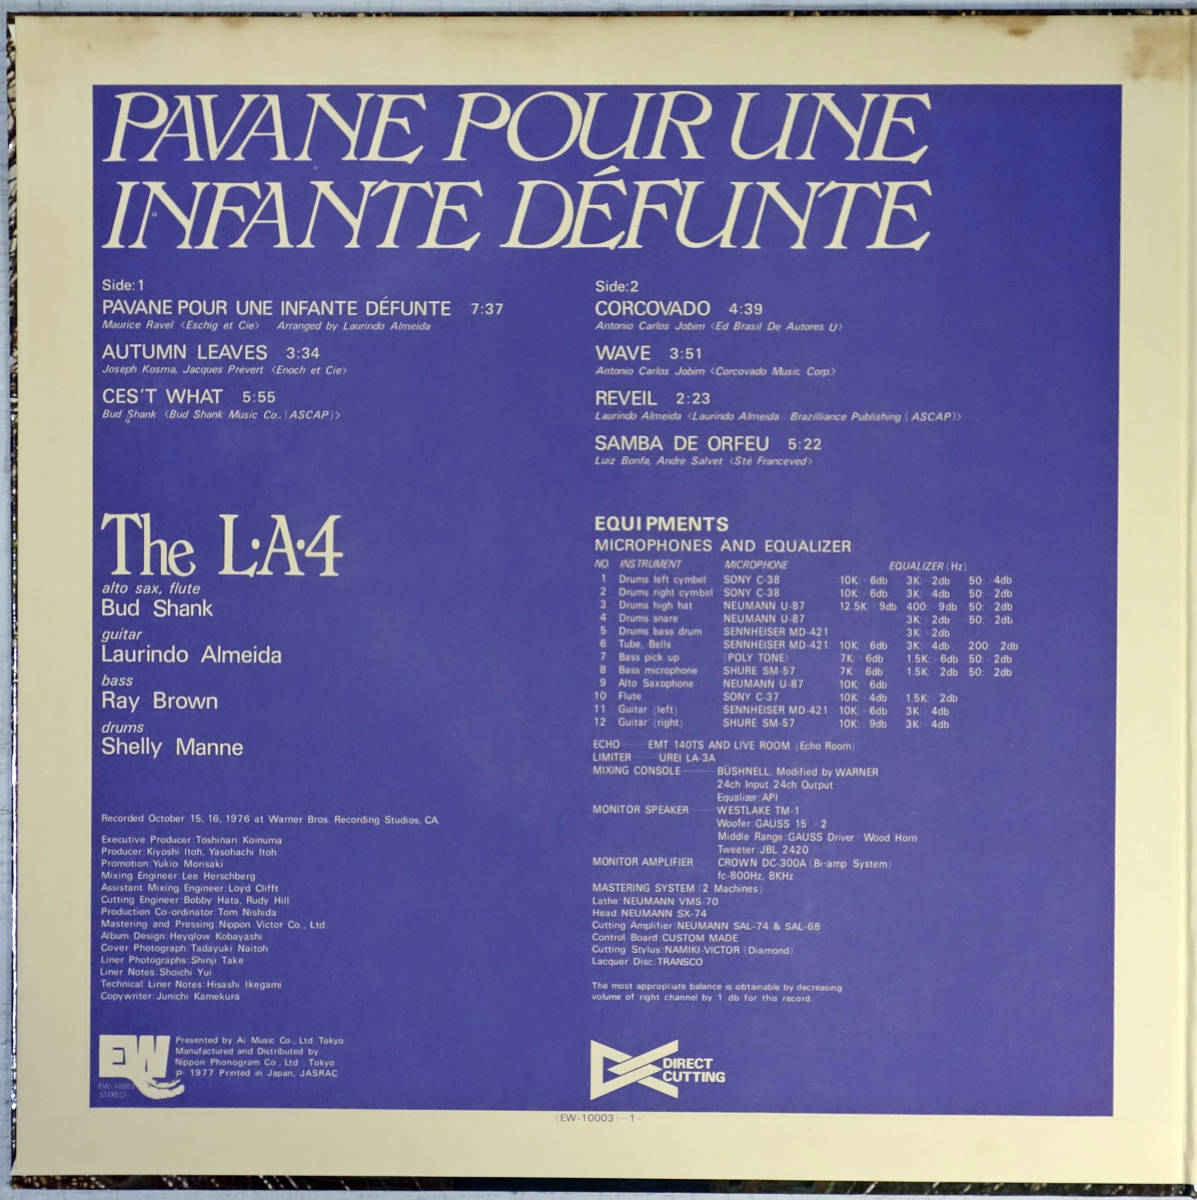 PAVANE POUR UNE
INFANTE DÉFUNTE
Side:1
PAVANE POUR UNE INFANTE DÉFUNTE 7:37
Maurice Ravel <Eschig et Cie> Arranged by Laurindo Almeida
AUTUMN LEAVES 3:34
Joseph Kosma, Jacques Prévert <Enoch et Cie>
CES'T WHAT 5:55
Bud Shank <Bud Shank Music Co,. (ASCAP)>
Side:2
CORCOVADO 4:39
Antonio Carlos Jobim <Ed Brasil De Autores U>
WAVE 3:51
Antonio Carlos Jobim <Corcovado Music Corp.>
REVEIL 2:23
Laurindo Almeida <Laurindo Almeida Brazilliance Publishing (ASCAP)>
SAMBA DE ORFEU 5:22
Luiz Bonfa, Andre Salvet <Sté Franceved>
The L·A·4
alto sax, flute
Bud Shank
guitar
Laurindo Almeida
bass
Ray Brown
drums
Shelly Manne
Recorded October 15, 16, 1976 at Warner Bros. Recording Studios, CA.
Executive Producer:Toshinari Koinuma
Producer:Kiyoshi Itoh, Yasohachi Itoh
Promotion:Yukio Morisaki
Mixing Engineer:Lee Herschberg
Assistant Mixing Engineer:Loyd Clifft
Cutting Engineer:Bobby Hata, Rudy Hill
Production Co-ordinator:Tom Nishida
Mastering and Pressing:Nippon Victor Co., Ltd.
Album Design:Heyqlow Kobayashi
Cover Photograph:Tadayuki Naitoh
Liner Photographs:Shinji Take
Liner Notes:Shoichi Yui
Technical Liner Notes:Hisashi Ikegami
Copywriter:Junichi Kamekura
EW
EW-10003
STEREO
Presented by Ai Music Co., Ltd. Tokyo
Manufactured and Distributed by
Nippon Phonogram Co., Ltd., Tokyo
℗ 1977 Printed in Japan, JASRAC
EQUIPMENTS
MICROPHONES AND EQUALIZER
NO. INSTRUMENT MICROPHONE EQUALIZER (Hz)
1 Drums left cymbel SONY C-38 10K: 6db 3K: 2db 50: 4db
2 Drums right cymbel SONY C-38 10K: 6db 3K: 4db 50: 2db
3 Drums high hat NEUMANN U-87 12.5K: 9db 400: 9db 50: 2db
4 Drums snare NEUMANN U-87 3K: 2db 50: 2db
5 Drums bass drum SENNHEISER MD-421 3K: 2db
6 Tube, Bells SENNHEISER MD-421 10K: 6db 3K: 4db 200: 2db
7 Bass pick up (POLY TONE) 7K: 6db 1.5K: 6db 50: 2db
8 Bass microphone SHURE SM-57 7K: 6db 1.5K: 2db 50: 2db
9 Alto Saxophone NEUMANN U-87 10K: 6db
10 Flute SONY C-37 10K: 4db 1.5K: 2db
11 Guitar (left) SENNHEISER MD-421 10K: 6db 3K: 4db
12 Guitar (right) SHURE SM-57 10K: 9db 3K: 4db
ECHO EMT 140TS AND LIVE ROOM (Echo Room)
LIMITER UREI LA-3A
MIXING CONSOLE BUSHNELL, Modified by WARNER
24ch Input 24ch Output
Equalizer:API
MONITOR SPEAKER WESTLAKE TM-1
Woofer:GAUSS 15 2
Middle Range:GAUSS Driver Wood Horn
Tweeter:JBL 2420
MONITOR AMPLIFIER CROWN DC-300A (Bi-amp System)
fc-800Hz, 8KHz
MASTERING SYSTEM (2 Machines)
Lathe:NEUMANN VMS-70
Head:NEUMANN SX-74
Cutting Amplifier:NEUMANN SAL-74 & SAL-68
Control Board:CUSTOM MADE
Cutting Stylus:NAMIKI-VICTOR (Diamond)
Lacquer Disc:TRANSCO
The most appropriate balance is obtainable by decreasing
volume of right channel by 1 db for this record.
DIRECT
CUTTING
(EW-10003) -1-